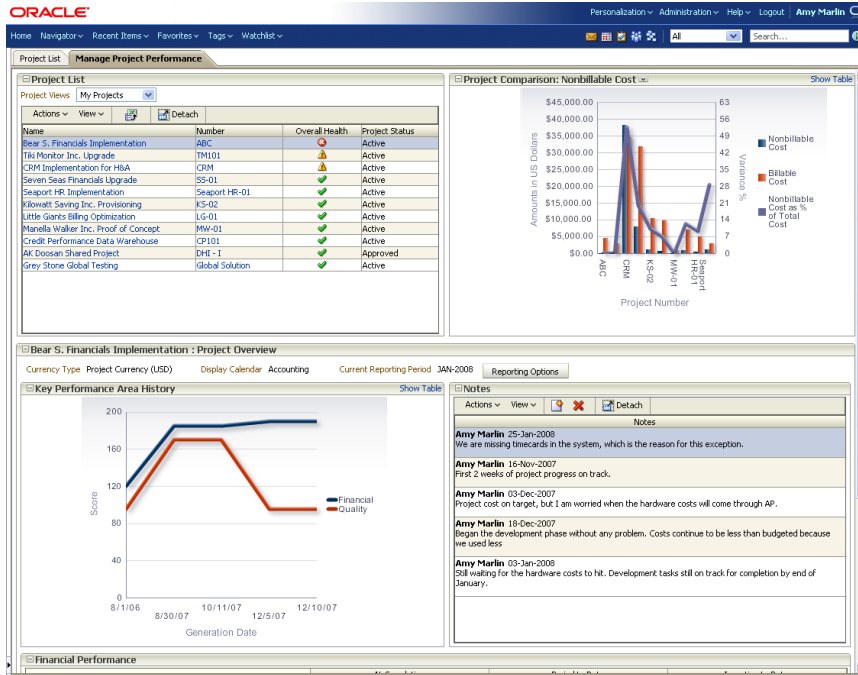 ORACLE
Personalization Administration Help Logout Amy Marlin
Home Navigator Recent Items Favorites Tags Watchlist All Search...
Project List Manage Project Performance
Project List
Project Views My Projects
Actions View Detach
Name Number Overall Health Project Status
Bear S. Financials Implementation ABC Active
Tiki Monitor Inc. Upgrade TM101 Active
CRM Implementation for H&A CRM Active
Seven Seas Financials Upgrade SS-01 Active
Seaport HR Implementation Seaport HR-01 Active
Kilowatt Saving Inc. Provisioning KS-02 Active
Little Giants Billing Optimization LG-01 Active
Manella Walker Inc. Proof of Concept MW-01 Active
Credit Performance Data Warehouse CP101 Active
AK Doosan Shared Project DHI - I Approved
Grey Stone Global Testing Global Solution Active
Project Comparison: Nonbillable Cost Show Table
$45,000.00 63
$40,000.00 56
$35,000.00 49
$30,000.00 42
$25,000.00 35
$20,000.00 28
$15,000.00 21
$10,000.00 14
$5,000.00 7
$0.00 0
Amounts in US Dollars
Variance %
ABC
CRM
KS-02
MW-01
Seaport
HR-01
Project Number
Nonbillable
Cost
Billable
Cost
Nonbillable
Cost as %
of Total
Cost
Bear S. Financials Implementation : Project Overview
Currency Type Project Currency (USD) Display Calendar Accounting Current Reporting Period JAN-2008 Reporting Options
Key Performance Area History Show Table
200
160
120
80
40
0
Score
8/1/06
8/30/07
10/11/07
12/5/07
12/10/07
Generation Date
Financial
Quality
Notes
Actions View Detach
Notes
Amy Marlin 25-Jan-2008
We are missing timecards in the system, which is the reason for this exception.
Amy Marlin 16-Nov-2007
First 2 weeks of project progress on track.
Amy Marlin 03-Dec-2007
Project cost on target, but I am worried when the hardware costs will come through AP.
Amy Marlin 18-Dec-2007
Began the development phase without any problem. Costs continue to be less than budgeted because
we used less
Amy Marlin 03-Jan-2008
Still waiting for the hardware costs to hit. Development tasks still on track for completion by end of
January.
Financial Performance